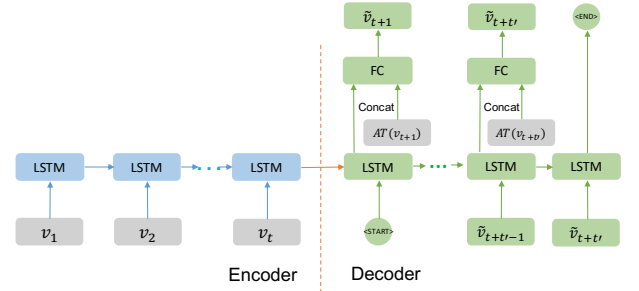 ṽ_{t+1} ṽ_{t+t′} <END>
FC FC
Concat Concat
AT(v_{t+1}) AT(v_{t+t′})
LSTM LSTM ... LSTM LSTM ... LSTM LSTM
<START>
v_1 v_2 v_t ṽ_{t+t′-1} ṽ_{t+t′}
Encoder Decoder